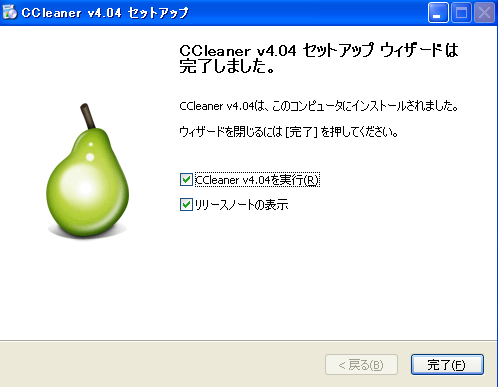 CCleaner v4.04 セットアップ
CCleaner v4.04 セットアップ ウィザードは
完了しました。
CCleaner v4.04は、このコンピュータにインストールされました。
ウィザードを閉じるには [完了] を押してください。
CCleaner v4.04を実行(R)
リリースノートの表示
< 戻る(B)
完了(F)